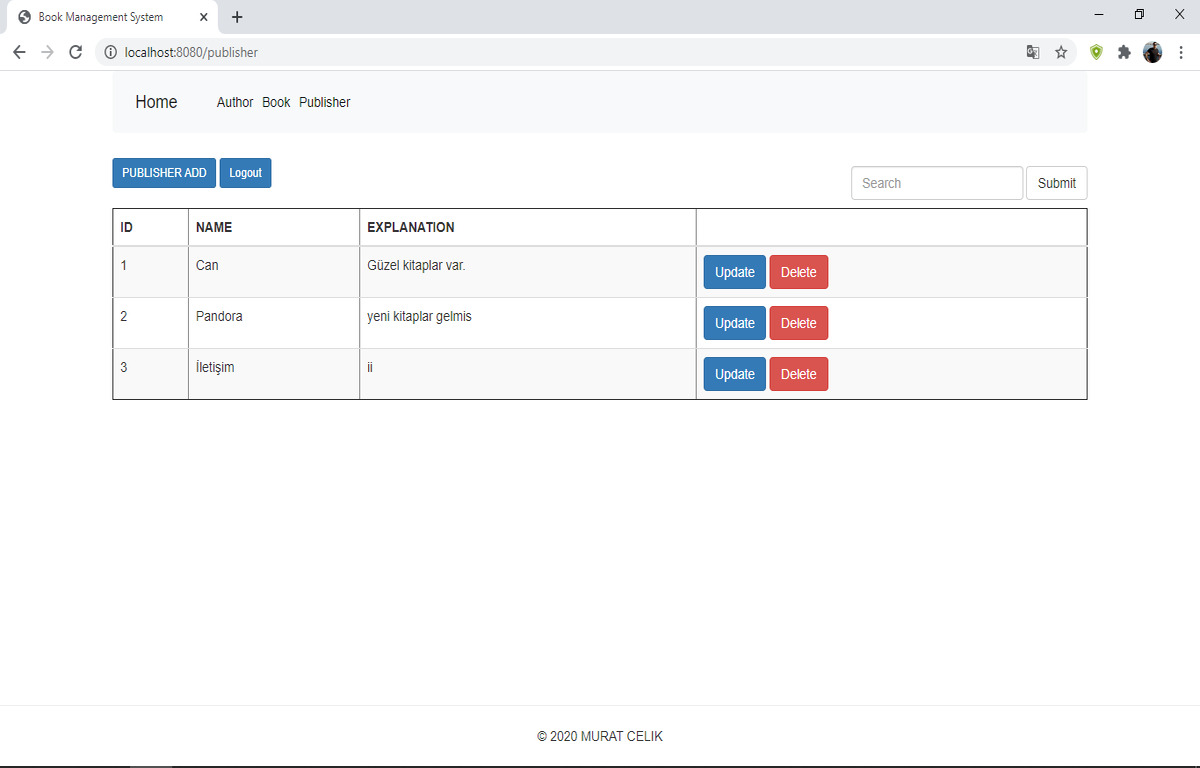 Book Management System
localhost:8080/publisher
Home Author Book Publisher
PUBLISHER ADD Logout Search Submit
ID NAME EXPLANATION
1 Can Güzel kitaplar var. Update Delete
2 Pandora yeni kitaplar gelmis Update Delete
3 İletişim ii Update Delete
© 2020 MURAT CELIK